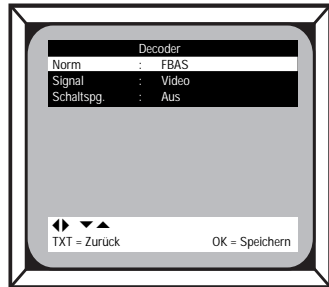 Decoder
Norm : FBAS
Signal : Video
Schaltspg. : Aus
TXT = Zurück OK = Speichern